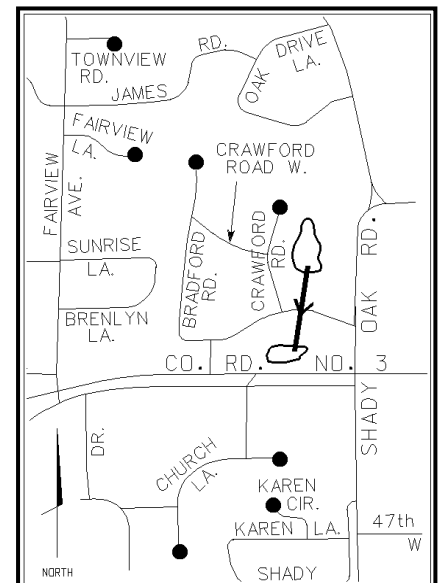 TOWNVIEW
RD.
JAMES
RD.
OAK
DRIVE
LA.
FAIRVIEW
LA.
FAIRVIEW
AVE.
CRAWFORD
ROAD W.
SUNRISE
LA.
BRENLYN
LA.
BRADFORD
RD.
CRAWFORD
RD.
SHADY OAK RD.
CO. RD. NO. 3
DR.
CHURCH
LA.
KAREN
CIR.
KAREN LA.
47th
W
SHADY
NORTH